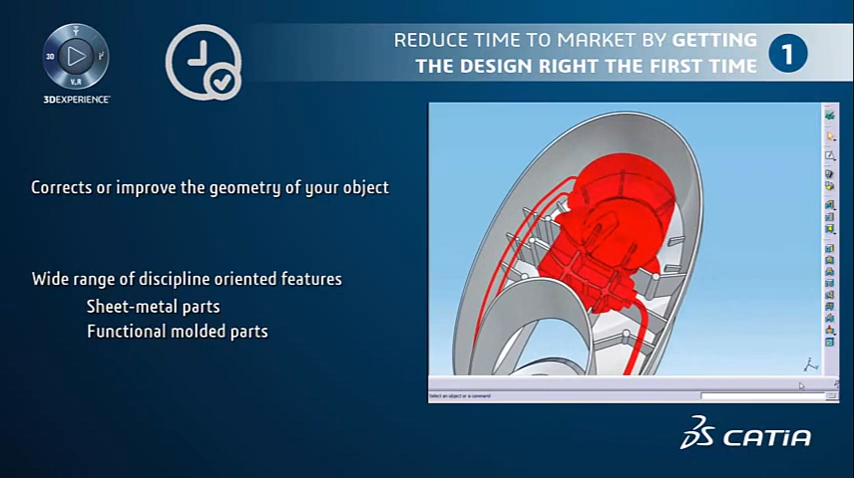 REDUCE TIME TO MARKET BY GETTING
THE DESIGN RIGHT THE FIRST TIME
1
3D
V.R
3DEXPERIENCE
Corrects or improve the geometry of your object
Wide range of discipline oriented features
Sheet-metal parts
Functional molded parts
Select an object or a command
CATIA